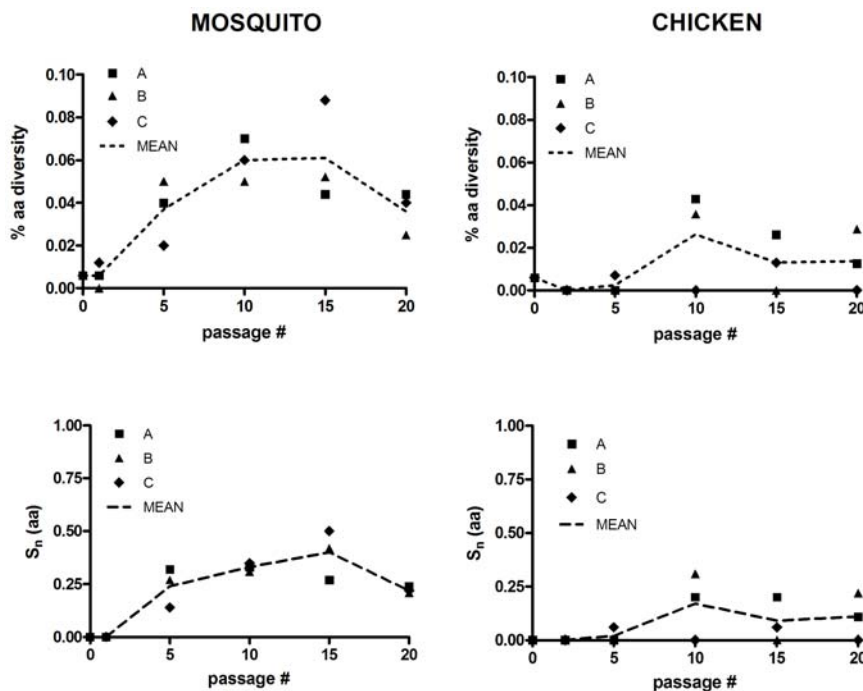 MOSQUITO
CHICKEN
% aa diversity
0.10
0.08
0.06
0.04
0.02
0.00
A
B
C
MEAN
0 5 10 15 20
passage #
% aa diversity
0.10
0.08
0.06
0.04
0.02
0.00
A
B
C
MEAN
0 5 10 15 20
passage #
Sn (aa)
1.00
0.75
0.50
0.25
0.00
A
B
C
MEAN
0 5 10 15 20
passage #
Sn (aa)
1.00
0.75
0.50
0.25
0.00
A
B
C
MEAN
0 5 10 15 20
passage #